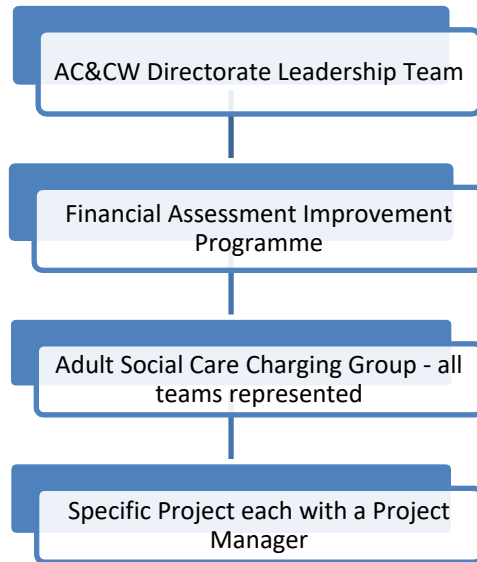 AC&CW Directorate Leadership Team
Financial Assessment Improvement
Programme
Adult Social Care Charging Group - all
teams represented
Specific Project each with a Project
Manager